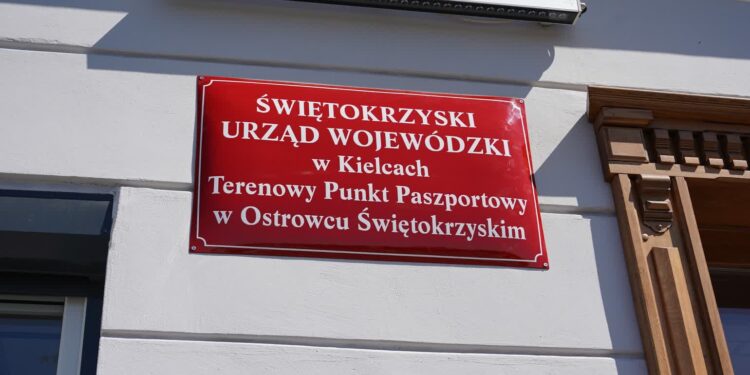 ŚWIĘTOKRZYSKI
URZĄD WOJEWÓDZKI
w Kielcach
Terenowy Punkt Paszportowy
w Ostrowcu Świętokrzyskim